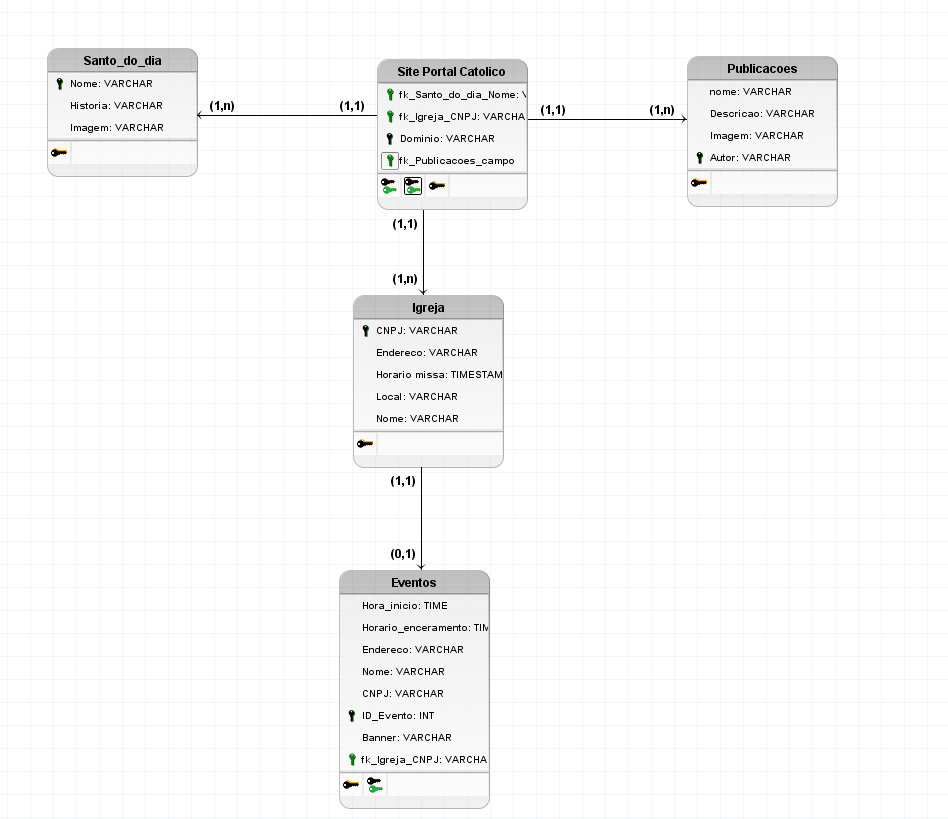 Santo_do_dia
Nome: VARCHAR
Historia: VARCHAR
Imagem: VARCHAR
(1,n)
(1,1)
Site Portal Catolico
fk_Santo_do_dia_Nome: V
fk_Igreja_CNPJ: VARCHA
Dominio: VARCHAR
fk_Publicacoes_campo
(1,1)
(1,n)
Publicacoes
nome: VARCHAR
Descricao: VARCHAR
Imagem: VARCHAR
Autor: VARCHAR
(1,1)
(1,n)
Igreja
CNPJ: VARCHAR
Endereco: VARCHAR
Horario missa: TIMESTAM
Local: VARCHAR
Nome: VARCHAR
(1,1)
(0,1)
Eventos
Hora_inicio: TIME
Horario_enceramento: TIM
Endereco: VARCHAR
Nome: VARCHAR
CNPJ: VARCHAR
ID_Evento: INT
Banner: VARCHAR
fk_Igreja_CNPJ: VARCHA